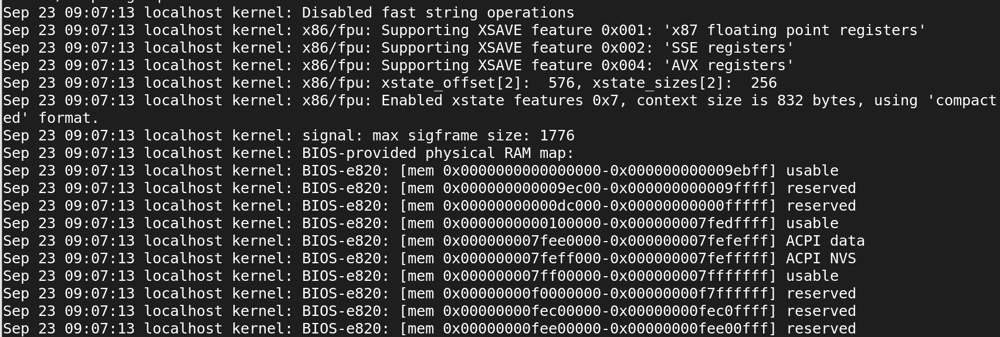 Sep 23 09:07:13 localhost kernel: Disabled fast string operations
Sep 23 09:07:13 localhost kernel: x86/fpu: Supporting XSAVE feature 0x001: 'x87 floating point registers'
Sep 23 09:07:13 localhost kernel: x86/fpu: Supporting XSAVE feature 0x002: 'SSE registers'
Sep 23 09:07:13 localhost kernel: x86/fpu: Supporting XSAVE feature 0x004: 'AVX registers'
Sep 23 09:07:13 localhost kernel: x86/fpu: xstate_offset[2]:  576, xstate_sizes[2]:  256
Sep 23 09:07:13 localhost kernel: x86/fpu: Enabled xstate features 0x7, context size is 832 bytes, using 'compact
ed' format.
Sep 23 09:07:13 localhost kernel: signal: max sigframe size: 1776
Sep 23 09:07:13 localhost kernel: BIOS-provided physical RAM map:
Sep 23 09:07:13 localhost kernel: BIOS-e820: [mem 0x0000000000000000-0x000000000009ebff] usable
Sep 23 09:07:13 localhost kernel: BIOS-e820: [mem 0x000000000009ec00-0x000000000009ffff] reserved
Sep 23 09:07:13 localhost kernel: BIOS-e820: [mem 0x00000000000dc000-0x00000000000fffff] reserved
Sep 23 09:07:13 localhost kernel: BIOS-e820: [mem 0x0000000000100000-0x000000007fedffff] usable
Sep 23 09:07:13 localhost kernel: BIOS-e820: [mem 0x000000007fee0000-0x000000007fefefff] ACPI data
Sep 23 09:07:13 localhost kernel: BIOS-e820: [mem 0x000000007feff000-0x000000007fefffff] ACPI NVS
Sep 23 09:07:13 localhost kernel: BIOS-e820: [mem 0x000000007ff00000-0x000000007fffffff] usable
Sep 23 09:07:13 localhost kernel: BIOS-e820: [mem 0x00000000f0000000-0x00000000f7ffffff] reserved
Sep 23 09:07:13 localhost kernel: BIOS-e820: [mem 0x00000000fec00000-0x00000000fec0ffff] reserved
Sep 23 09:07:13 localhost kernel: BIOS-e820: [mem 0x00000000fee00000-0x00000000fee00fff] reserved